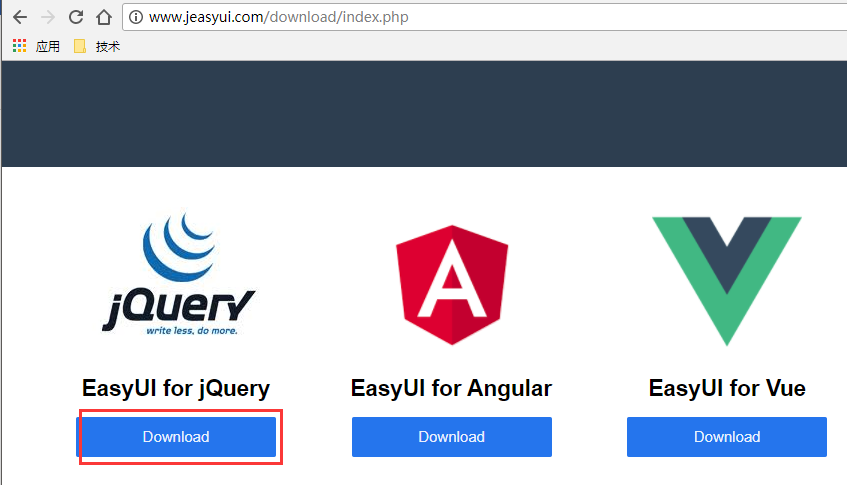 www.jeasyui.com/download/index.php
应用 技术
jQuery
write less, do more.
A
EasyUI for jQuery EasyUI for Angular EasyUI for Vue
Download Download Download